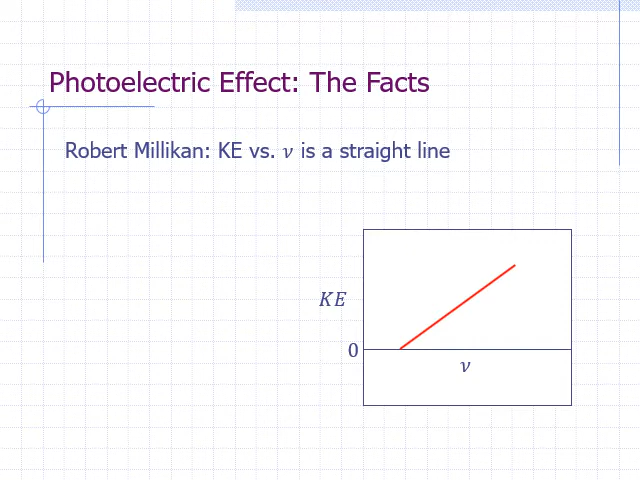 Photoelectric Effect: The Facts
Robert Millikan: KE vs. 𝜈 is a straight line
𝐾𝐸
0
𝜈